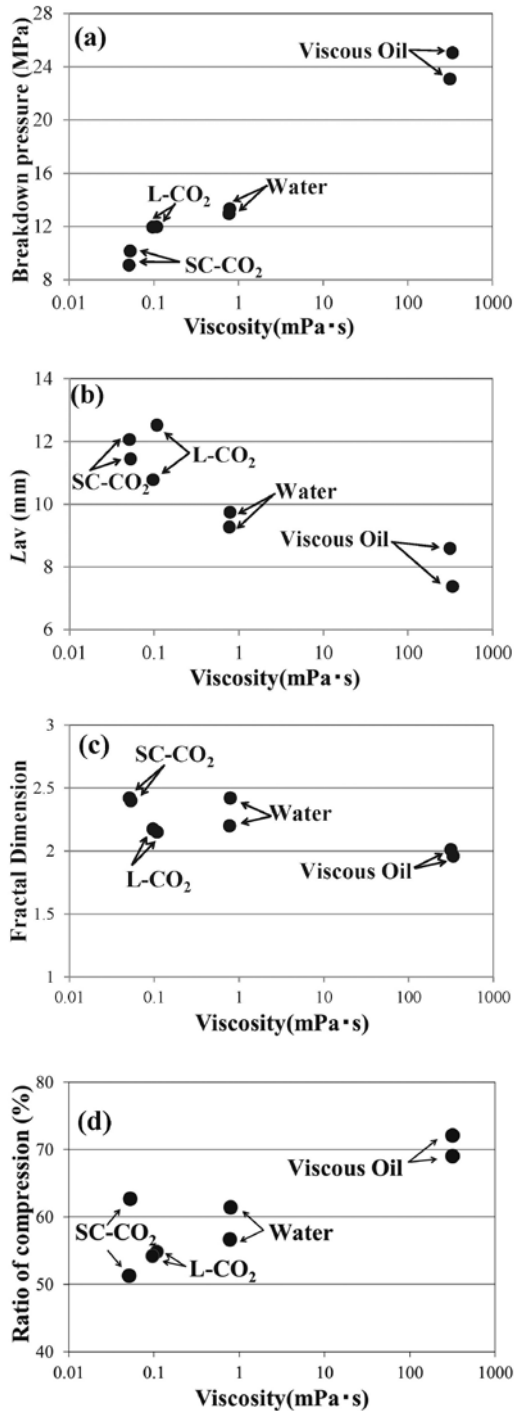 (a)
Breakdown pressure (MPa)
28
24
20
16
12
8
Viscous Oil
L-CO2
Water
SC-CO2
0.01 0.1 1 10 100 1000
Viscosity(mPa・s)
(b)
Lav (mm)
14
12
10
8
6
SC-CO2
L-CO2
Water
Viscous Oil
0.01 0.1 1 10 100 1000
Viscosity(mPa・s)
(c)
Fractal Dimension
3
2.5
2
1.5
1
SC-CO2
Water
L-CO2
Viscous Oil
0.01 0.1 1 10 100 1000
Viscosity(mPa・s)
(d)
Ratio of compression (%)
80
70
60
50
40
Viscous Oil
SC-CO2
Water
L-CO2
0.01 0.1 1 10 100 1000
Viscosity(mPa・s)